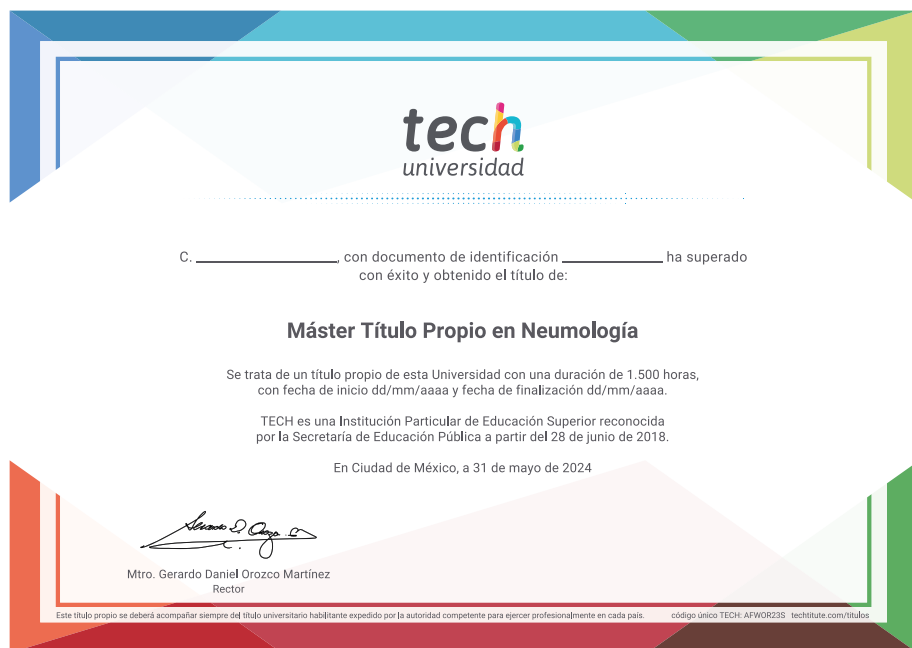 tech
universidad
C. ____________, con documento de identificación ____________ ha superado
con éxito y obtenido el título de:
Máster Título Propio en Neumología
Se trata de un título propio de esta Universidad con una duración de 1.500 horas,
con fecha de inicio dd/mm/aaaa y fecha de finalización dd/mm/aaaa.
TECH es una Institución Particular de Educación Superior reconocida
por la Secretaría de Educación Pública a partir del 28 de junio de 2018.
En Ciudad de México, a 31 de mayo de 2024
Mtro. Gerardo Daniel Orozco Martínez
Rector
Este título propio se deberá acompañar siempre del título universitario habilitante expedido por la autoridad competente para ejercer profesionalmente en cada país. código único TECH: AFWOR23S techtitute.com/titulos